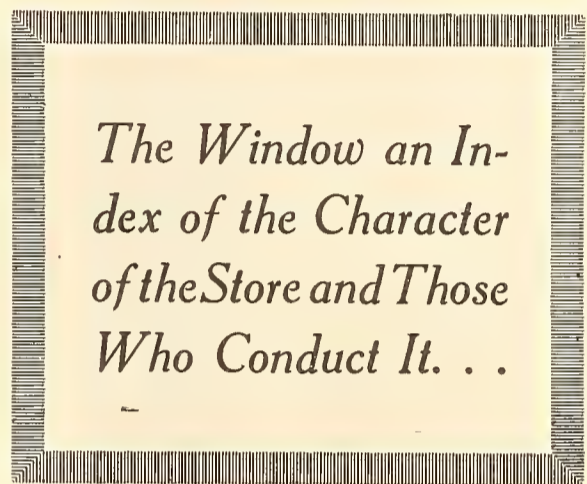 The Window an In-
dex of the Character
of the Store and Those
Who Conduct It. . .